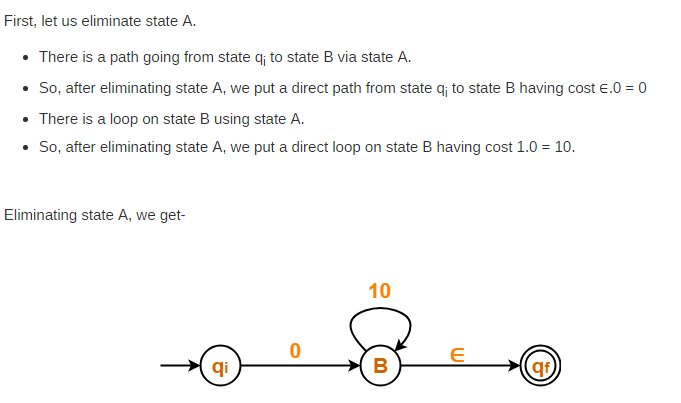 First, let us eliminate state A.
• There is a path going from state qi to state B via state A.
• So, after eliminating state A, we put a direct path from state qi to state B having cost ∈.0 = 0
• There is a loop on state B using state A.
• So, after eliminating state A, we put a direct loop on state B having cost 1.0 = 10.
Eliminating state A, we get-
10
0
∈
qi
B
qf